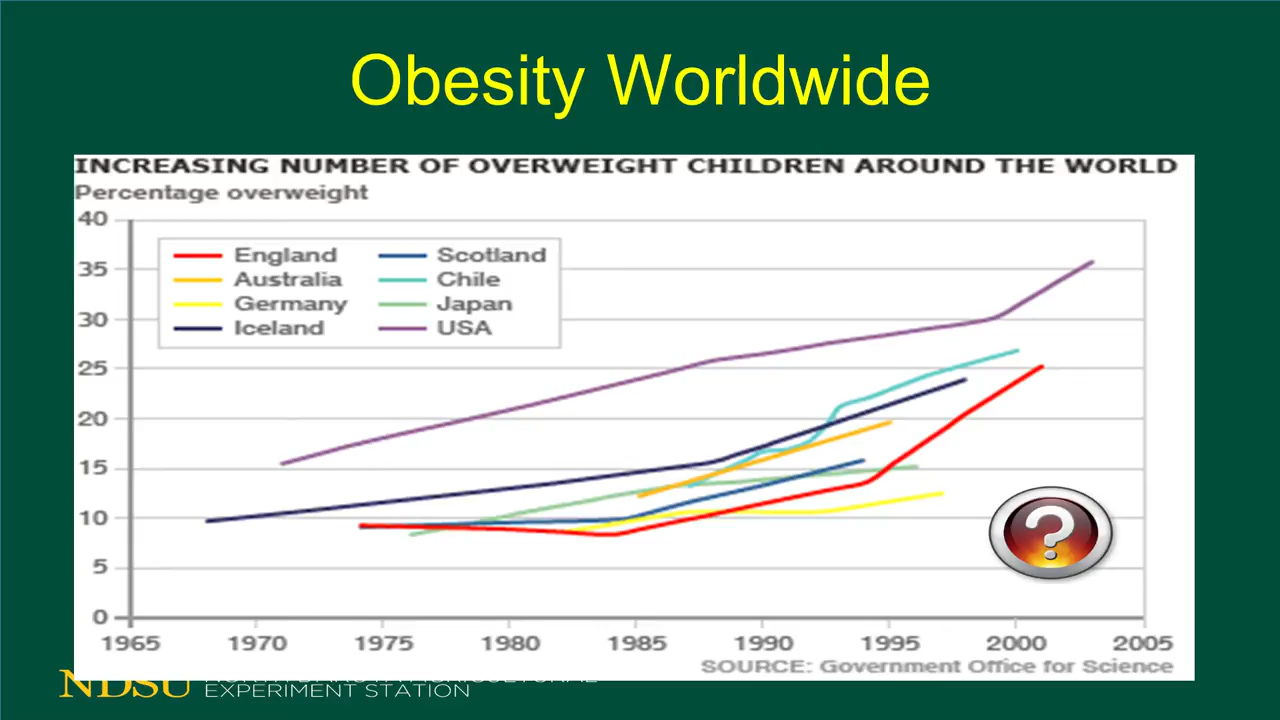 Obesity Worldwide
INCREASING NUMBER OF OVERWEIGHT CHILDREN AROUND THE WORLD
Percentage overweight
40
35
30
25
20
15
10
5
0
England Scotland
Australia Chile
Germany Japan
Iceland USA
?
1965 1970 1975 1980 1985 1990 1995 2000 2005
SOURCE: Government Office for Science
NDSU
EXPERIMENT STATION